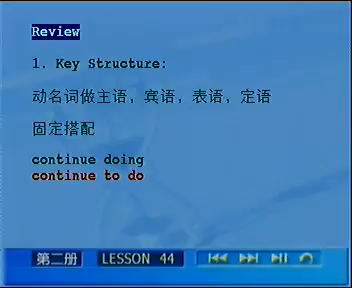 Review
1. Key Structure:
动名词做主语，宾语，表语，定语
固定搭配
continue doing
continue to do
第二册 LESSON 44